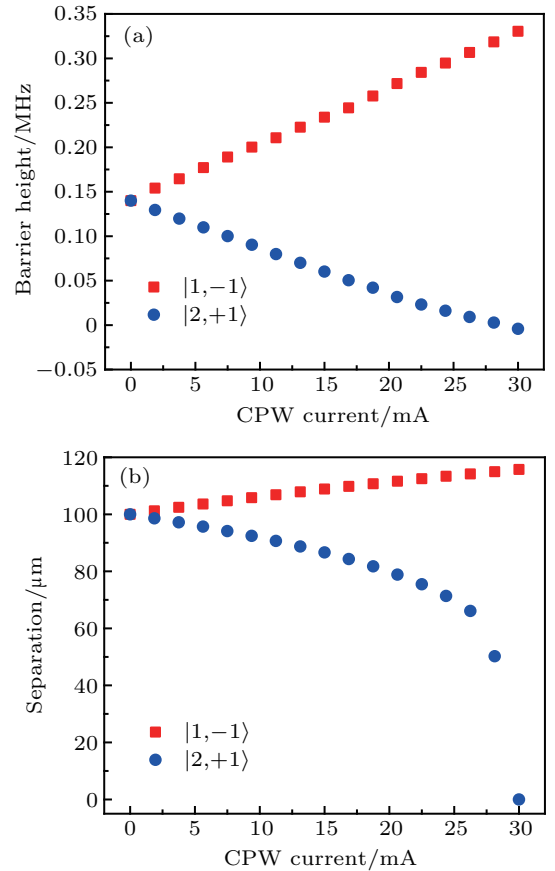 (a)
Barrier height/MHz
0.35
0.30
0.25
0.20
0.15
0.10
0.05
0
−0.05
|1,−1⟩
|2,+1⟩
0 5 10 15 20 25 30
CPW current/mA
(b)
Separation/μm
120
100
80
60
40
20
0
|1,−1⟩
|2,+1⟩
0 5 10 15 20 25 30
CPW current/mA